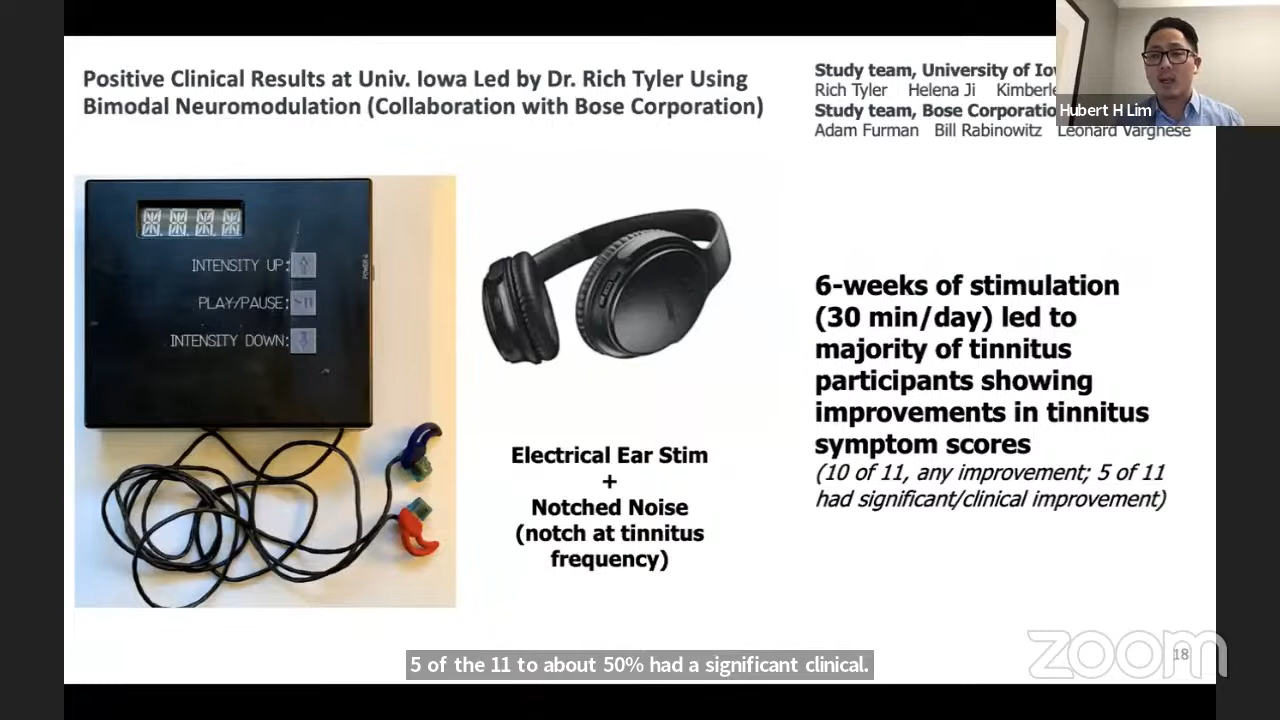 Positive Clinical Results at Univ. Iowa Led by Dr. Rich Tyler Using
Bimodal Neuromodulation (Collaboration with Bose Corporation)
Study team, University of
Rich Tyler Helena Ji
Study team, Bose
Adam Furman Bill Rabinowitz Leonard Varghese
Hubert H Lim
INTENSITY UP:
PLAY/PAUSE:
INTENSITY DOWN:
POWER
Electrical Ear Stim
+
Notched Noise
(notch at tinnitus
frequency)
6-weeks of stimulation
(30 min/day) led to
majority of tinnitus
participants showing
improvements in tinnitus
symptom scores
(10 of 11, any improvement; 5 of 11
had significant/clinical improvement)
5 of the 11 to about 50% had a significant clinical.
zoom
18